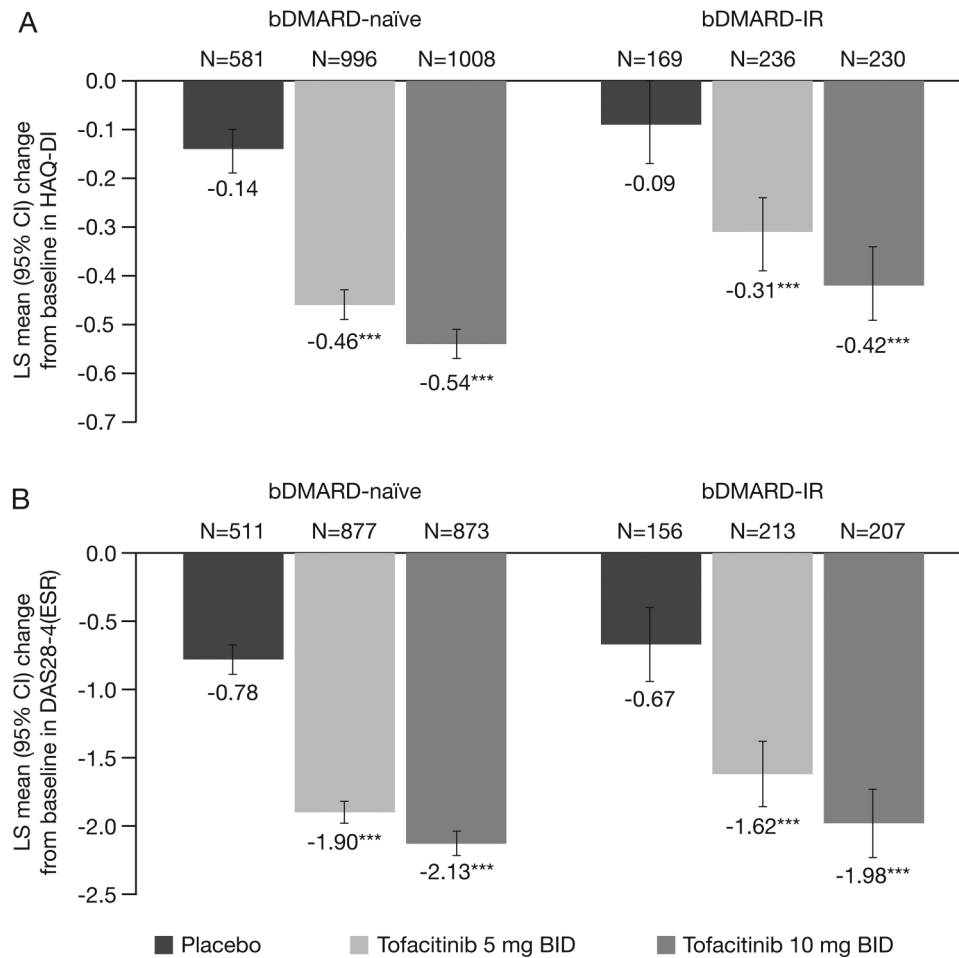 A
bDMARD-naïve bDMARD-IR
N=581 N=996 N=1008 N=169 N=236 N=230
LS mean (95% CI) change
from baseline in HAQ-DI
0.0
-0.1
-0.2
-0.3
-0.4
-0.5
-0.6
-0.7
-0.14
-0.46***
-0.54***
-0.09
-0.31***
-0.42***
B
bDMARD-naïve bDMARD-IR
N=511 N=877 N=873 N=156 N=213 N=207
LS mean (95% CI) change
from baseline in DAS28-4(ESR)
0.0
-0.5
-1.0
-1.5
-2.0
-2.5
-0.78
-1.90***
-2.13***
-0.67
-1.62***
-1.98***
Placebo Tofacitinib 5 mg BID Tofacitinib 10 mg BID